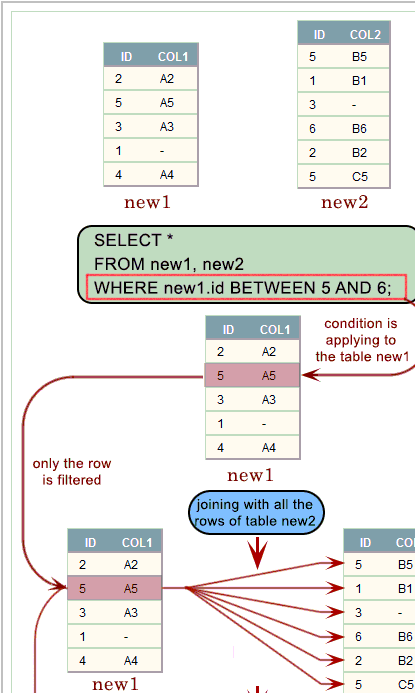 ID COL1
2 A2
5 A5
3 A3
1 -
4 A4
new1
ID COL2
5 B5
1 B1
3 -
6 B6
2 B2
5 C5
new2
SELECT *
FROM new1, new2
WHERE new1.id BETWEEN 5 AND 6;
condition is
applying to
the table new1
ID COL1
2 A2
5 A5
3 A3
1 -
4 A4
new1
only the row
is filtered
joining with all the
rows of table new2
ID COL1
2 A2
5 A5
3 A3
1 -
4 A4
new1
ID
5 B5
1 B1
3 -
6 B6
2 B2
5 C5